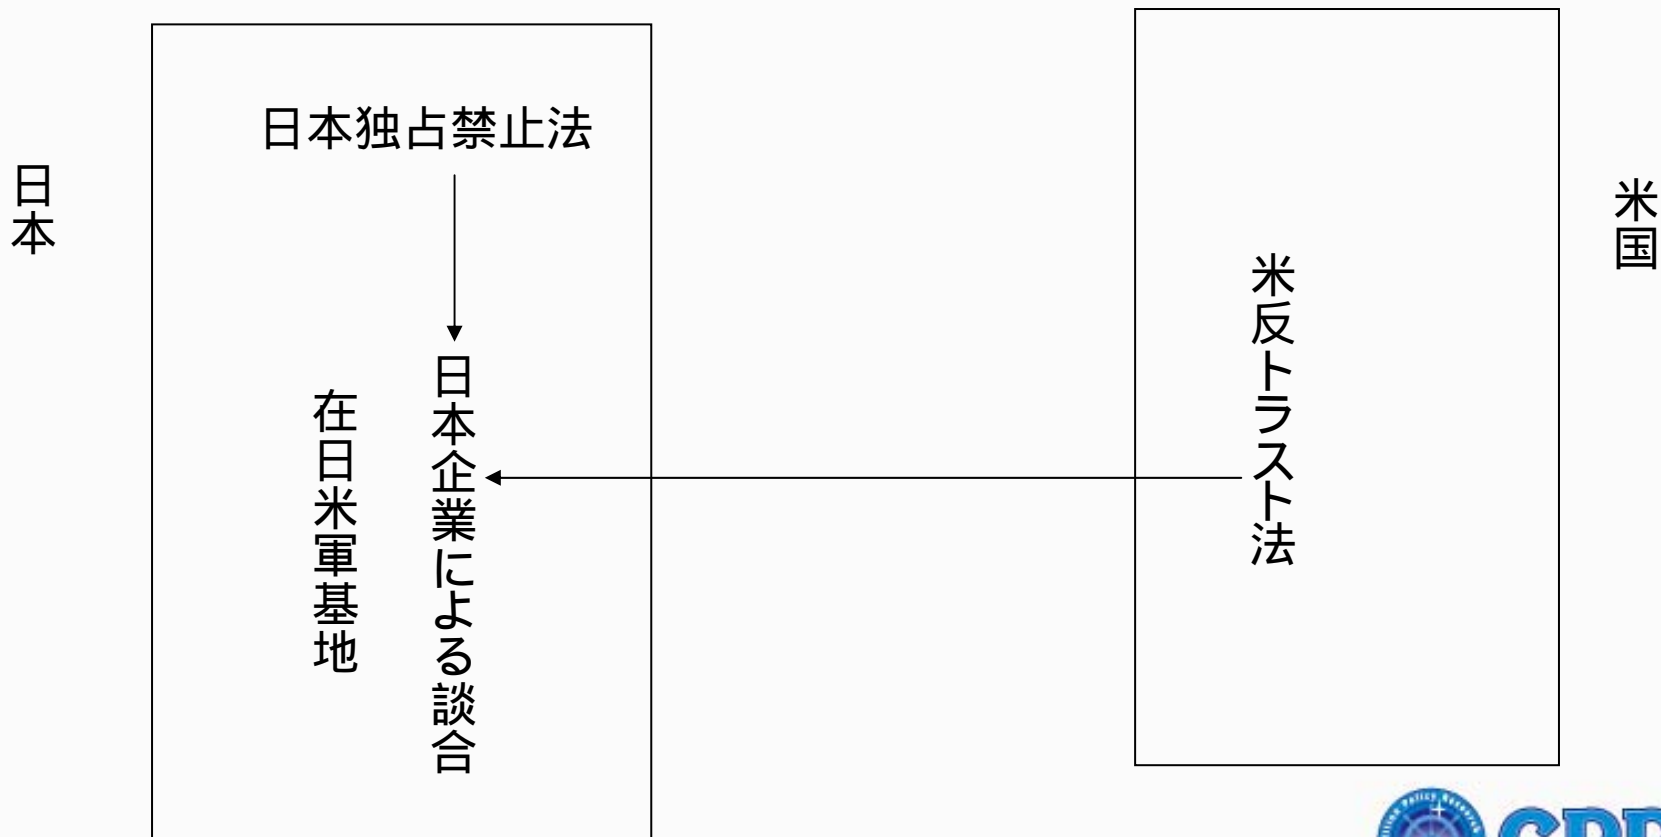 日本
日本独占禁止法
日本企業による談合
在日米軍基地
米反トラスト法
米国